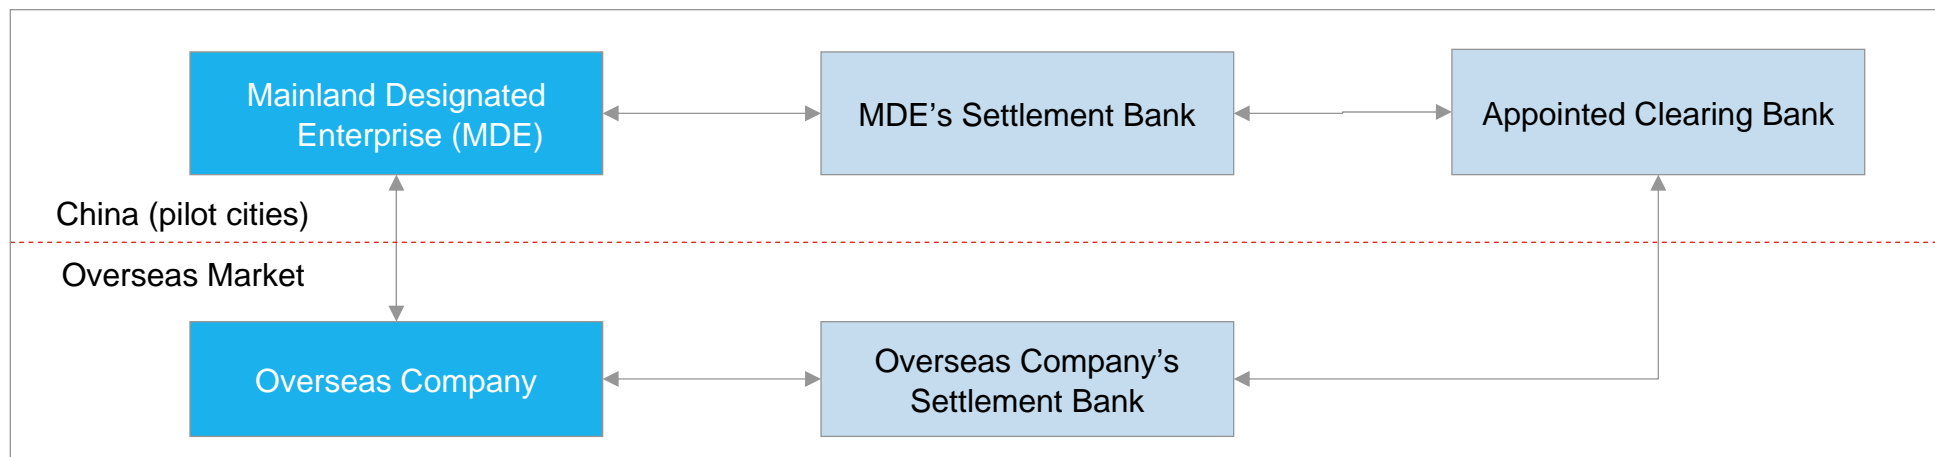 Mainland Designated
Enterprise (MDE)
MDE’s Settlement Bank
Appointed Clearing Bank
China (pilot cities)
Overseas Market
Overseas Company
Overseas Company’s
Settlement Bank